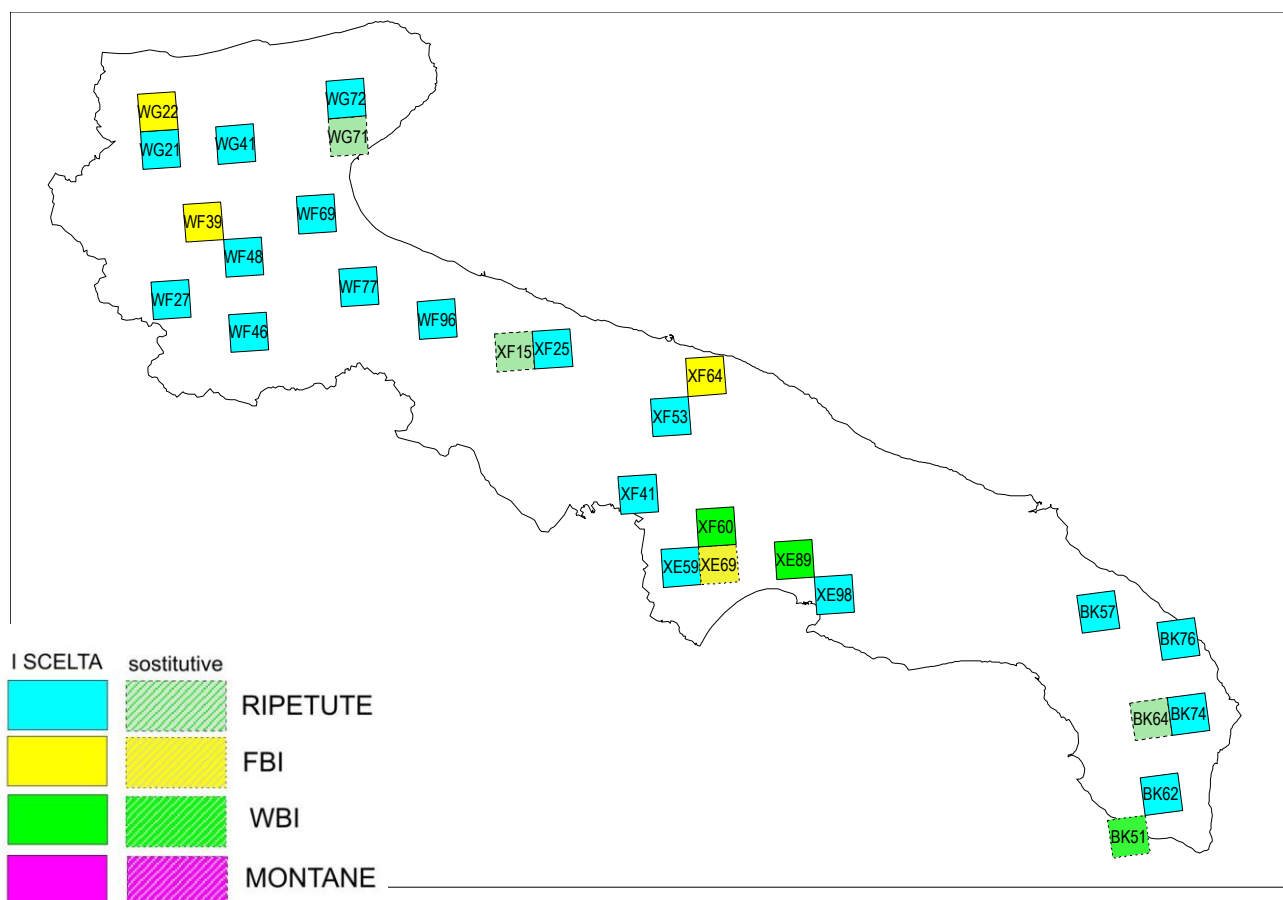 WG22
WG72
WG21
WG41
WG71
WF39
WF69
WF48
WF27
WF77
WF46
WF96
XF15
XF25
XF64
XF53
XF41
XF60
XE59
XE69
XE89
XE98
BK57
BK76
BK64
BK74
BK62
BK51
I SCELTA sostitutive
RIPETUTE
FBI
WBI
MONTANE